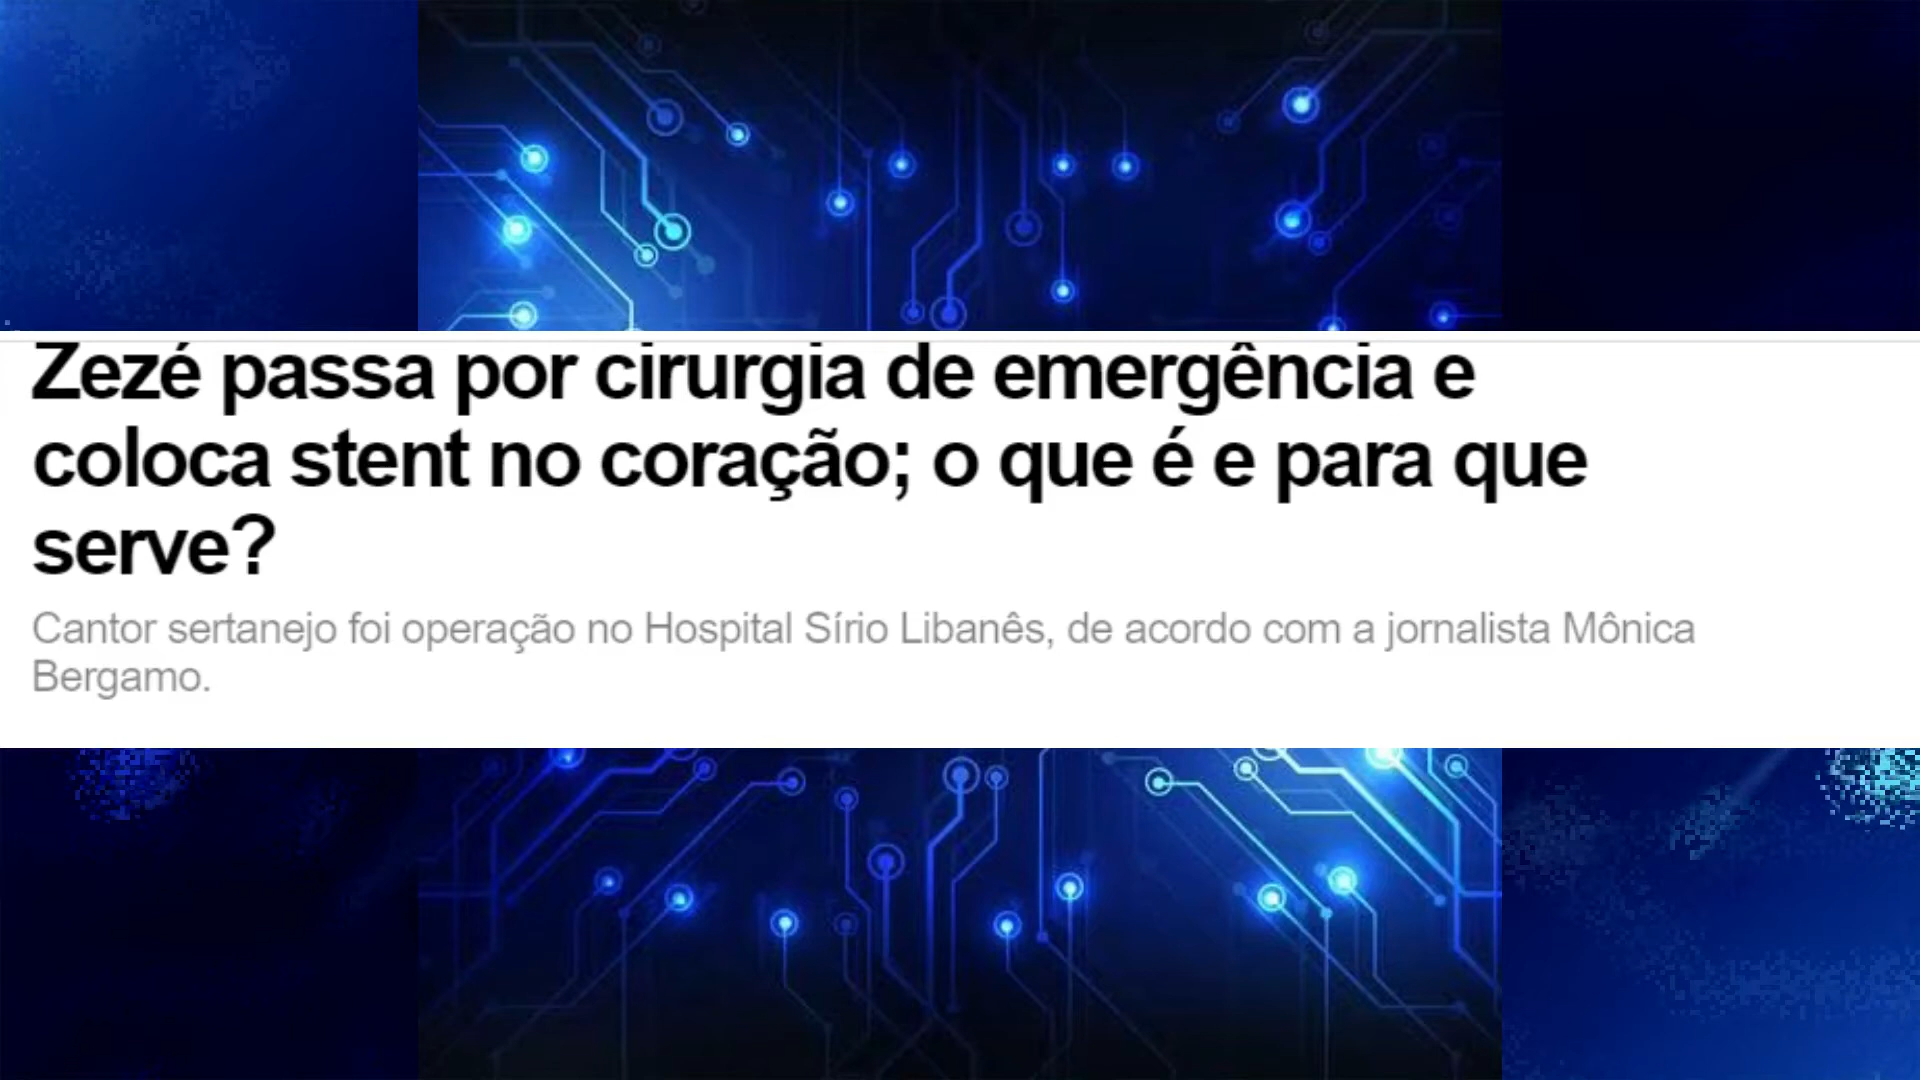 Zezé passa por cirurgia de emergência e
coloca stent no coração; o que é e para que
serve?
Cantor sertanejo foi operação no Hospital Sírio Libanês, de acordo com a jornalista Mônica
Bergamo.